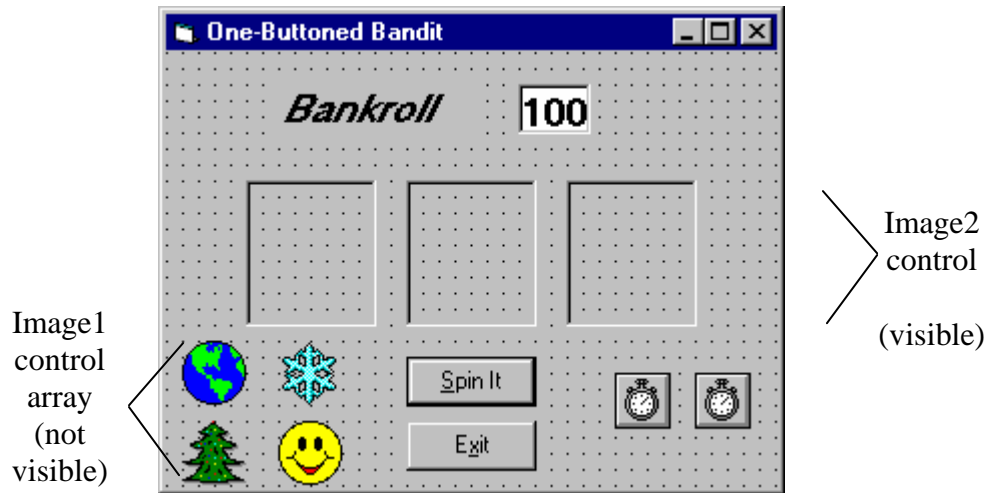 One-Buttoned Bandit
Bankroll
100
Image2
control
(visible)
Image1
control
array
(not
visible)
Spin It
Exit